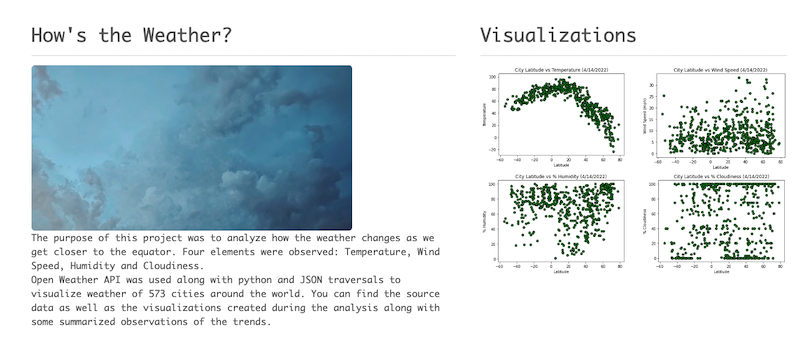 How's the Weather?
The purpose of this project was to analyze how the weather changes as we
get closer to the equator. Four elements were observed: Temperature, Wind
Speed, Humidity and Cloudiness.
Open Weather API was used along with python and JSON traversals to
visualize weather of 573 cities around the world. You can find the source
data as well as the visualizations created during the analysis along with
some summarized observations of the trends.
Visualizations
City Latitude vs Temperature (4/14/2022)
Temperature
100
80
60
40
20
0
−20
−60 −40 −20 0 20 40 60 80
Latitude
City Latitude vs Wind Speed (4/14/2022)
Wind Speed (mph)
30
25
20
15
10
5
0
−60 −40 −20 0 20 40 60 80
Latitude
City Latitude vs % Humidity (4/14/2022)
% Humidity
100
80
60
40
20
0
−60 −40 −20 0 20 40 60 80
Latitude
City Latitude vs % Cloudiness (4/14/2022)
% Cloudiness
100
80
60
40
20
0
−60 −40 −20 0 20 40 60 80
Latitude